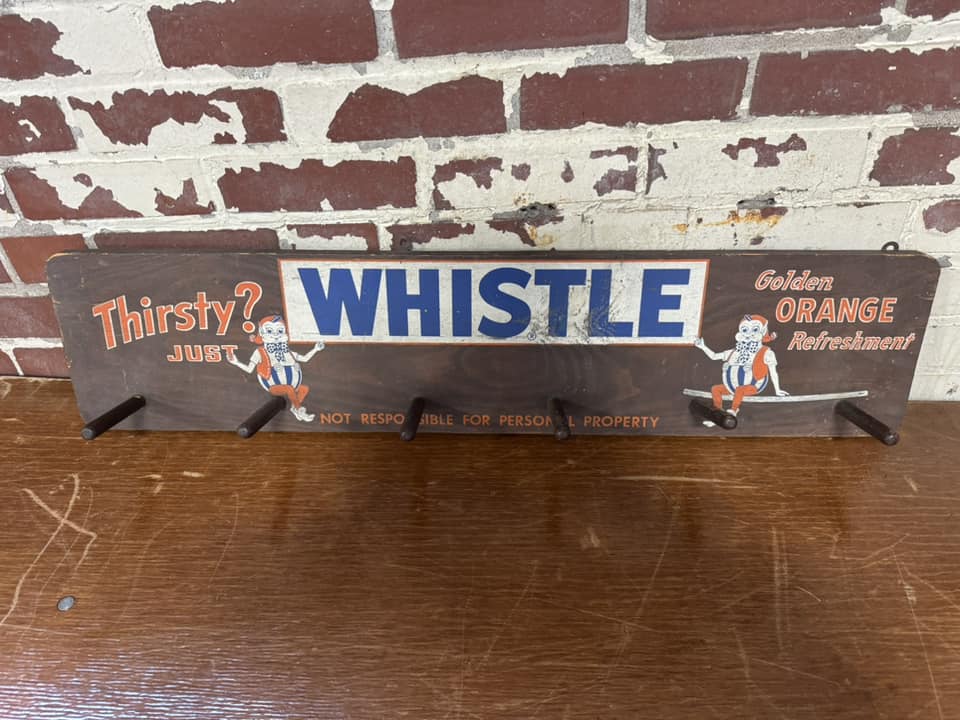 Thirsty?
JUST
WHISTLE
Golden
ORANGE
Refreshment
NOT RESPONSIBLE FOR PERSONAL PROPERTY